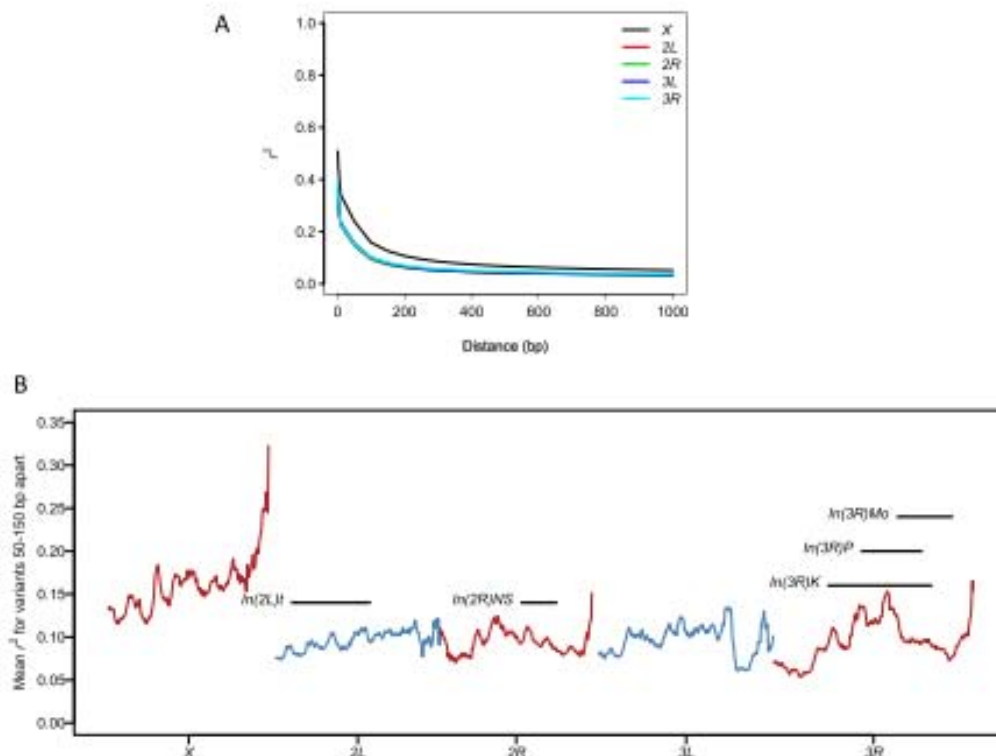 A
1.0
0.8
0.6
0.4
0.2
0.0
r²
X
2L
2R
3L
3R
0 200 400 600 800 1000
Distance (bp)
B
Mean r² for variants 50-150 bp apart
0.35
0.30
0.25
0.20
0.15
0.10
0.05
0.00
In(3R)Mo
In(3R)P
In(3R)K
In(2L)t
In(2R)NS
X 2L 2R 3L 3R